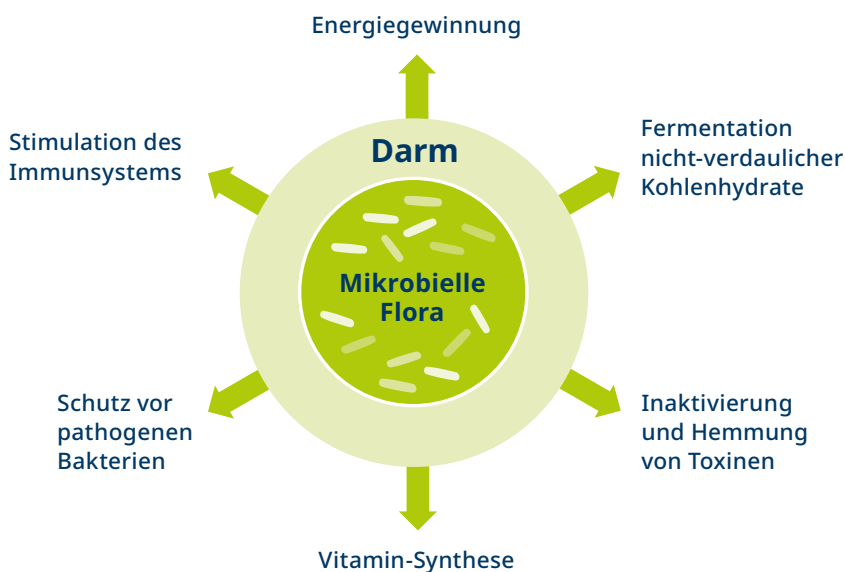 Energiegewinnung
Stimulation des
Immunsystems
Darm
Fermentation
nicht-verdaulicher
Kohlenhydrate
Mikrobielle
Flora
Schutz vor
pathogenen
Bakterien
Inaktivierung
und Hemmung
von Toxinen
Vitamin-Synthese